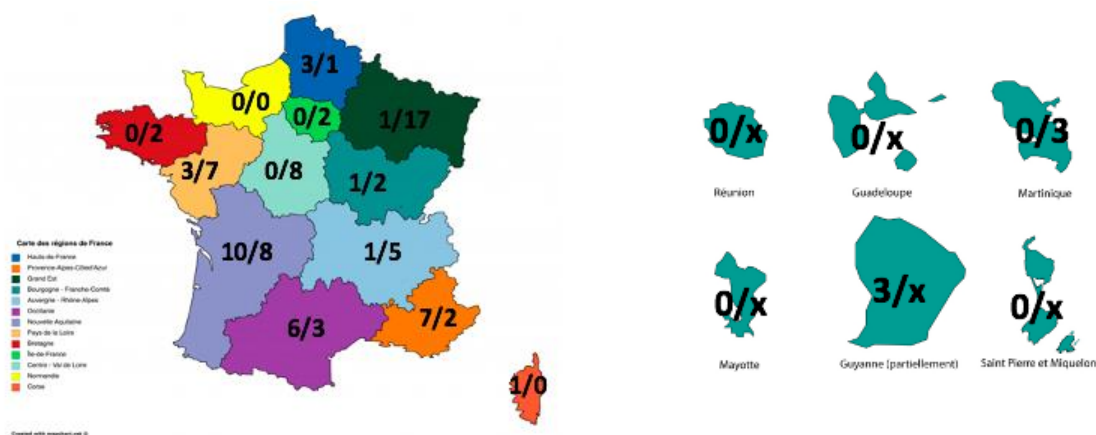 3/1
0/0
0/2
1/17
0/2
3/7
0/8
1/2
10/8
1/5
6/3
7/2
1/0
Carte des régions de France
Hauts-de-France
Provence-Alpes-Côted'Azur
Grand Est
Bourgogne - Franche-Comté
Auvergne - Rhône-Alpes
Occitanie
Nouvelle Aquitaine
Pays de la Loire
Bretagne
Île-de-France
Centre - Val de Loire
Normandie
Corse
0/x
0/x
0/3
Réunion
Guadeloupe
Martinique
0/x
3/x
0/x
Mayotte
Guyanne (partiellement)
Saint Pierre et Miquelon